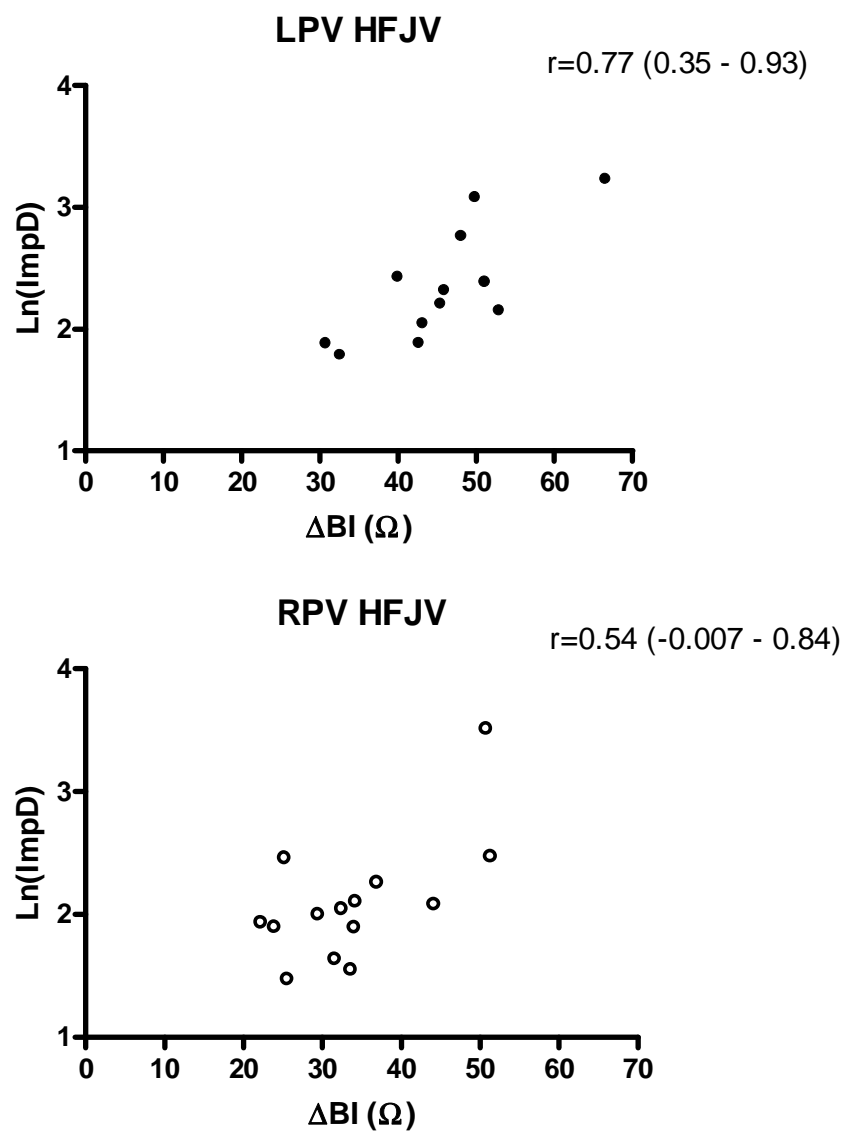 LPV HFJV
r=0.77 (0.35 - 0.93)
4
3
2
1
Ln(ImpD)
0 10 20 30 40 50 60 70
ΔBI (Ω)
RPV HFJV
r=0.54 (-0.007 - 0.84)
4
3
2
1
Ln(ImpD)
0 10 20 30 40 50 60 70
ΔBI (Ω)